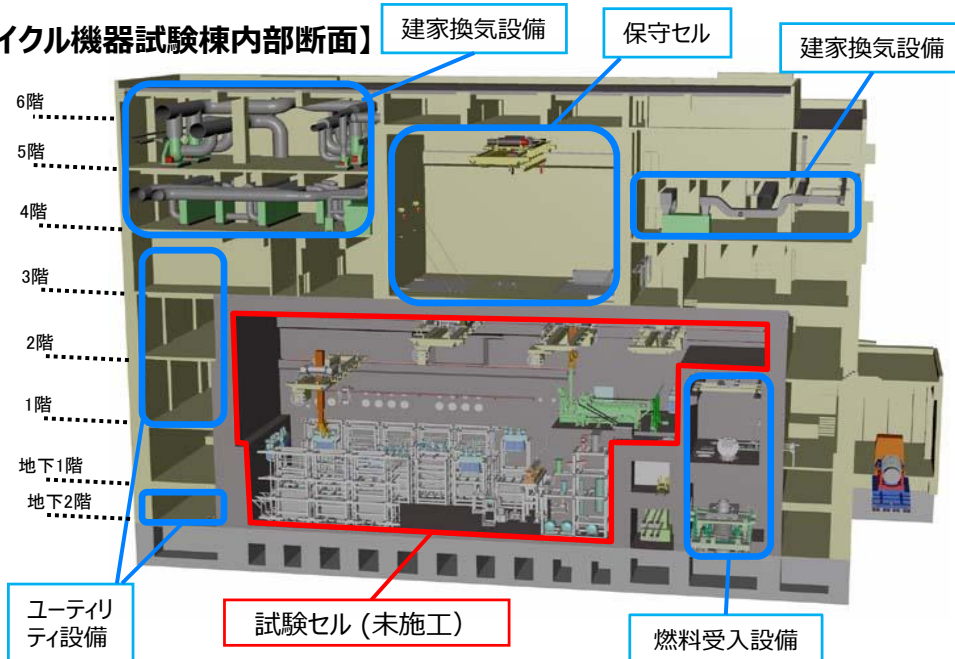 イクル機器試験棟内部断面】
建家換気設備
保守セル
建家換気設備
6階
5階
4階
3階
2階
1階
地下1階
地下2階
ユーティリ
ティ設備
試験セル (未施工）
燃料受入設備